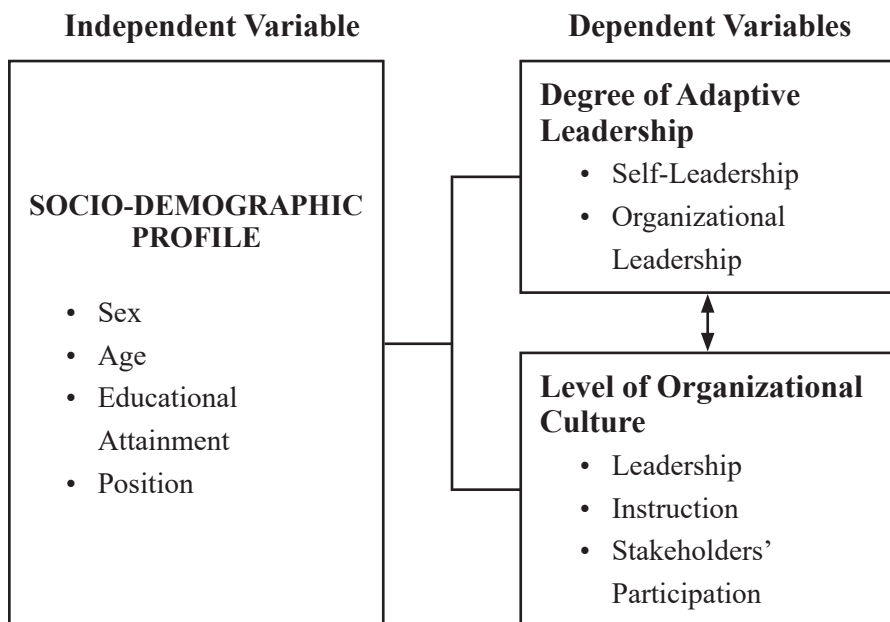 Independent Variable
SOCIO-DEMOGRAPHIC
PROFILE
• Sex
• Age
• Educational
Attainment
• Position
Dependent Variables
Degree of Adaptive
Leadership
• Self-Leadership
• Organizational
Leadership
Level of Organizational
Culture
• Leadership
• Instruction
• Stakeholders’
Participation